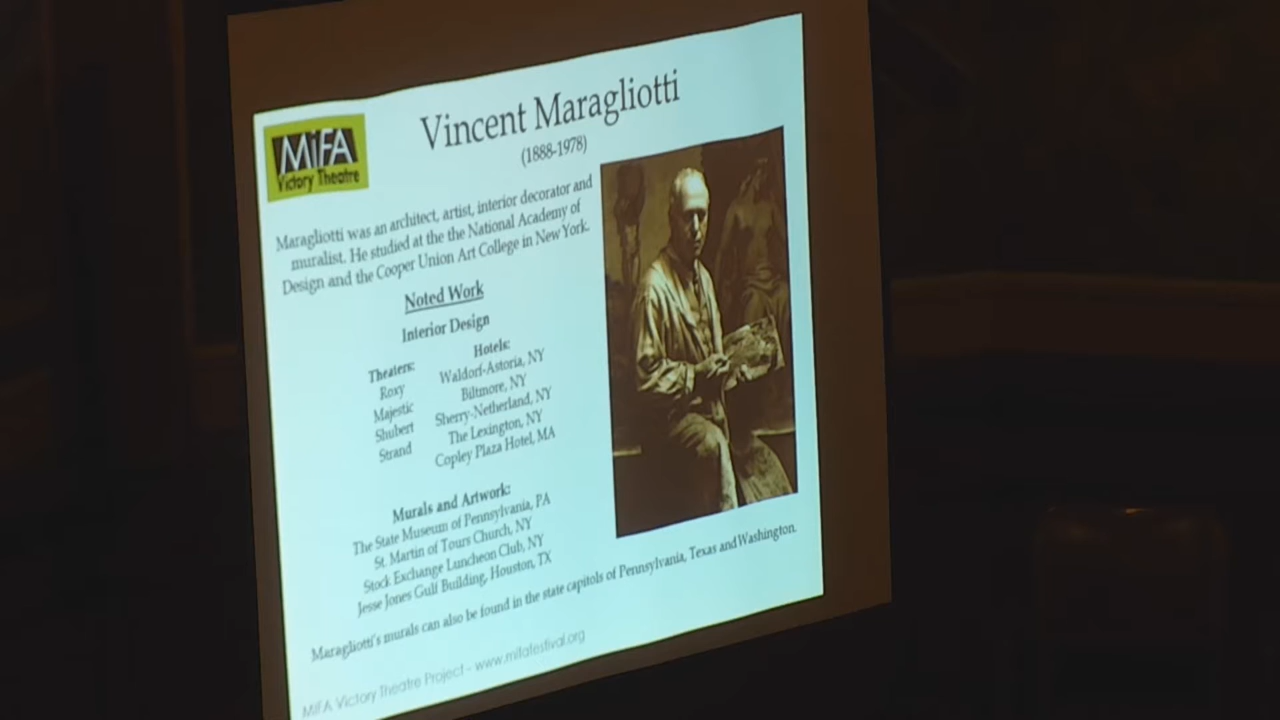 MiFA
Victory Theatre
Vincent Maragliotti
(1888-1978)
Maragliotti was an architect, artist, interior decorator and
muralist. He studied at the the National Academy of
Design and the Cooper Union Art College in New York.
Noted Work
Interior Design
Theaters:
Roxy
Majestic
Shubert
Strand
Hotels:
Waldorf-Astoria, NY
Biltmore, NY
Sherry-Netherland, NY
The Lexington, NY
Copley Plaza Hotel, MA
Murals and Artwork:
The State Museum of Pennsylvania, PA
St. Martin of Tours Church, NY
Stock Exchange Luncheon Club, NY
Jesse Jones Gulf Building, Houston, TX
Maragliotti's murals can also be found in the state capitols of Pennsylvania, Texas and Washington.
MIFA Victory Theatre Project - www.mifafestival.org